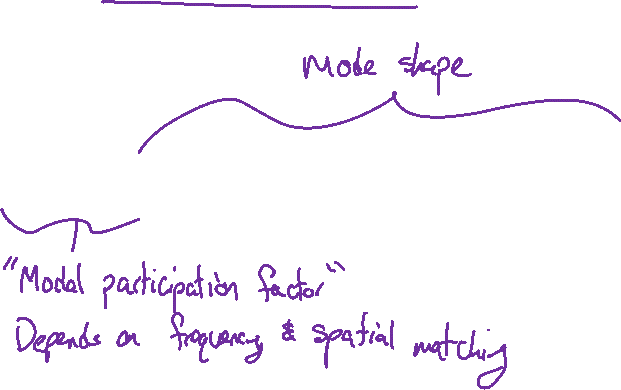 Mode shape
"Modal participation factor"
Depends on frequency & spatial matching